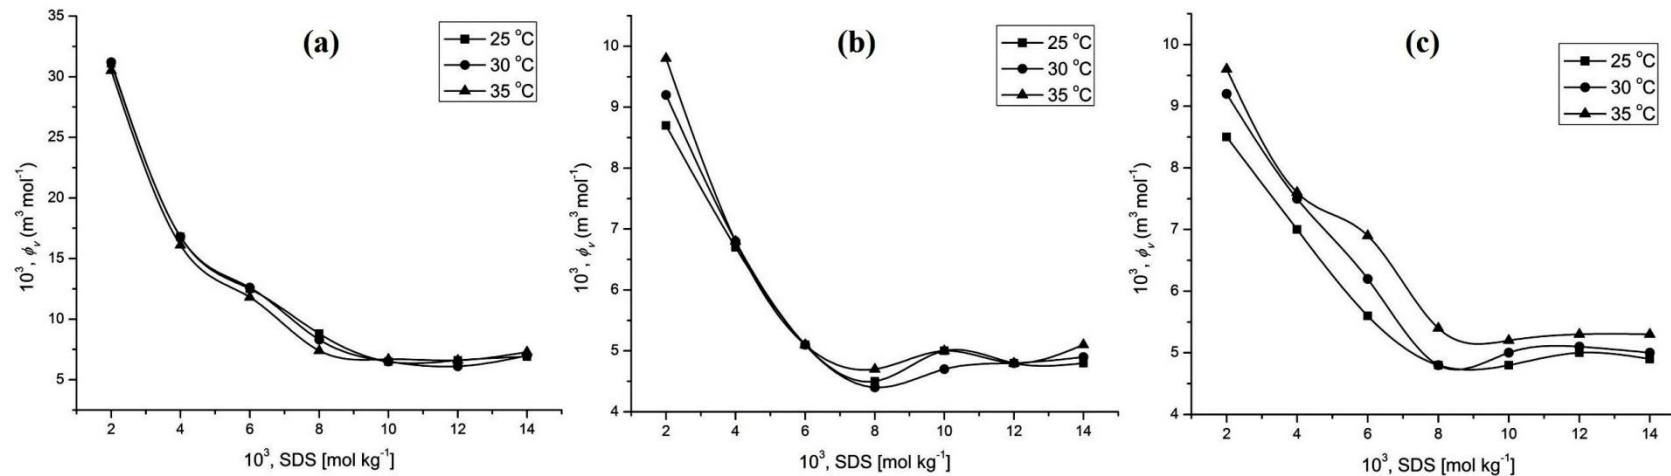 (a)
25 °C
30 °C
35 °C
35
30
25
20
15
10
5
10³, ϕᵥ (m³ mol⁻¹)
2 4 6 8 10 12 14
10³, SDS [mol kg⁻¹]
(b)
25 °C
30 °C
35 °C
10
9
8
7
6
5
4
10³, ϕᵥ (m³ mol⁻¹)
2 4 6 8 10 12 14
10³, SDS [mol kg⁻¹]
(c)
25 °C
30 °C
35 °C
10
9
8
7
6
5
4
10³, ϕᵥ (m³ mol⁻¹)
2 4 6 8 10 12 14
10³, SDS [mol kg⁻¹]